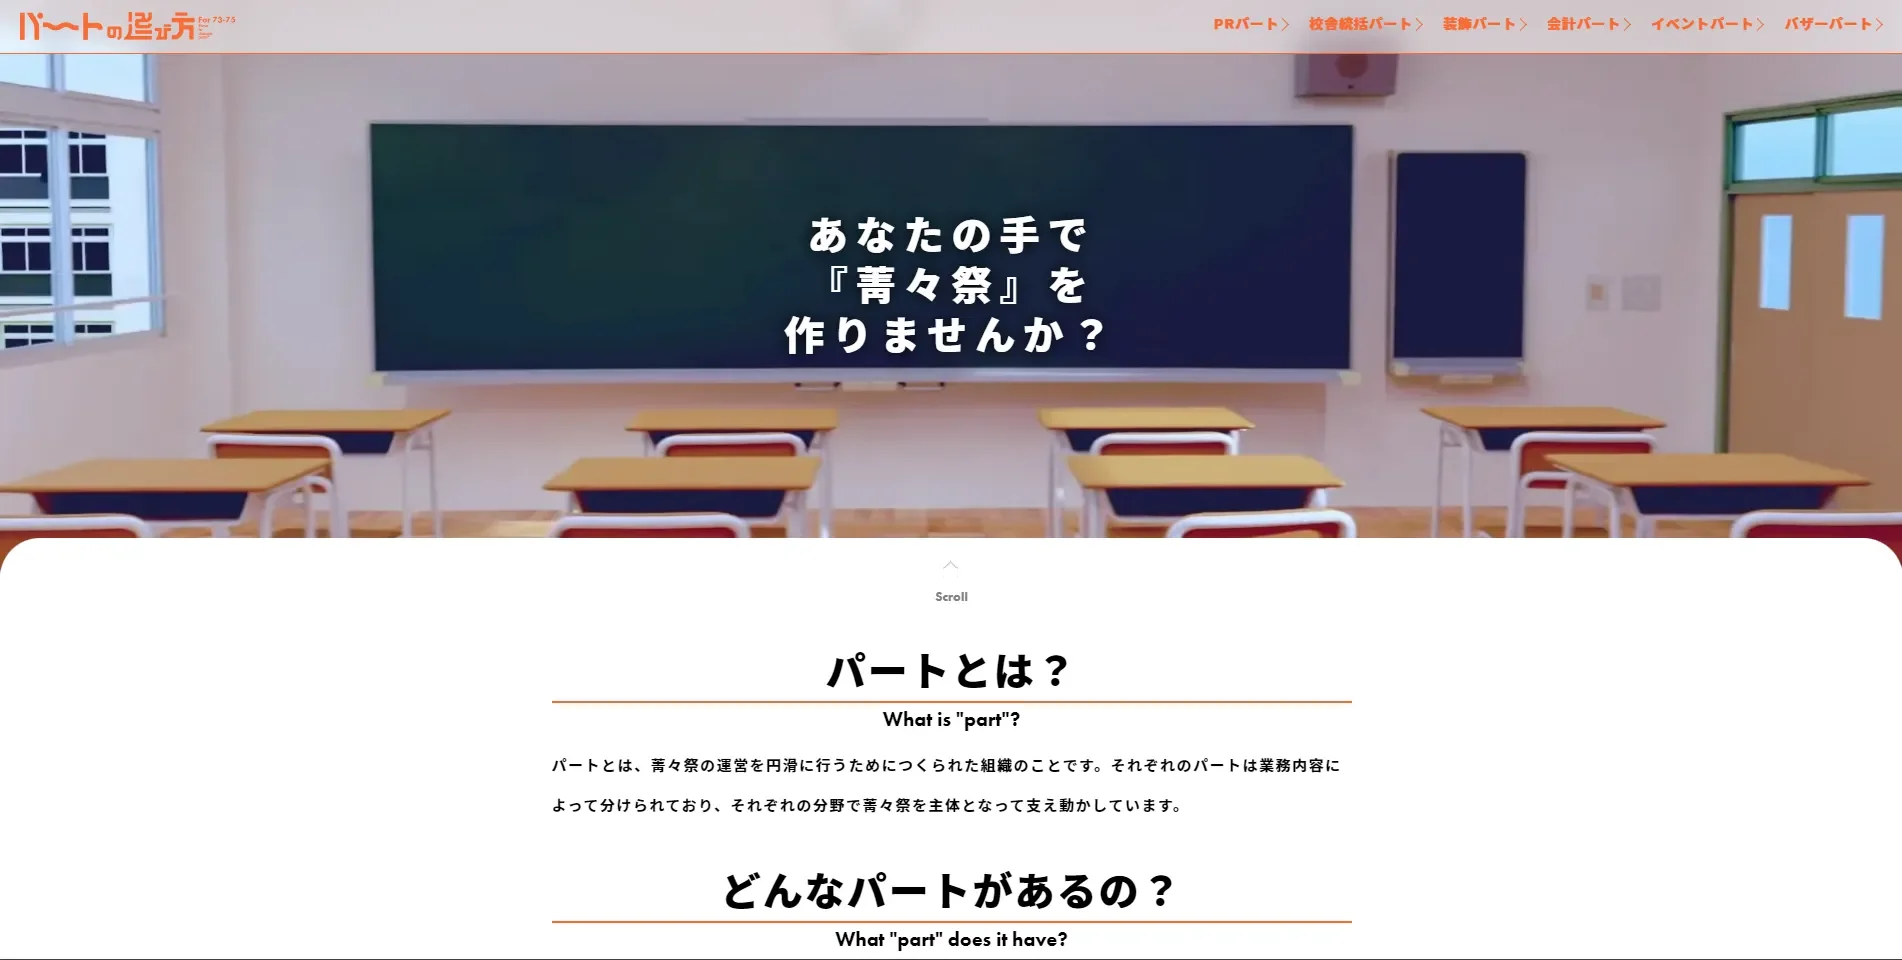 パートの選び方
For 73-75
PRパート
校舎統括パート
装飾パート
会計パート
イベントパート
バザーパート
あなたの手で
『菁々祭』を
作りませんか？
Scroll
パートとは？
What is "part"?
パートとは、菁々祭の運営を円滑に行うためにつくられた組織のことです。それぞれのパートは業務内容に
よって分けられており、それぞれの分野で菁々祭を主体となって支え動かしています。
どんなパートがあるの？
What "part" does it have?